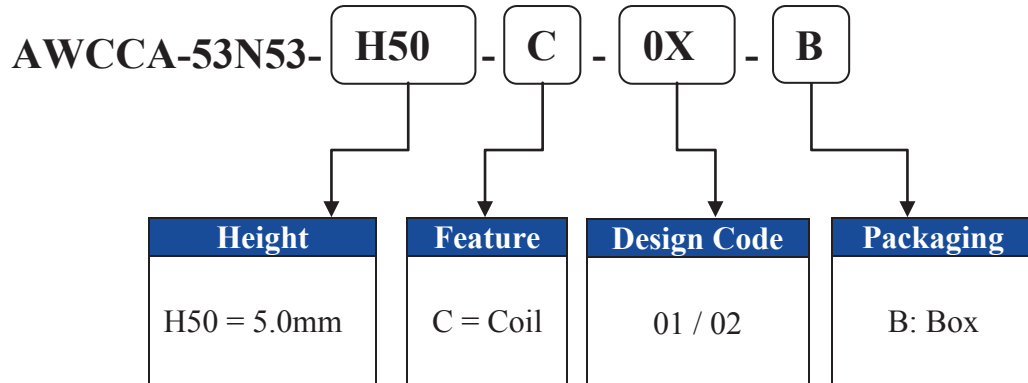 AWCCA-53N53- H50 - C - 0X - B
Height Feature Design Code Packaging
H50 = 5.0mm C = Coil 01 / 02 B: Box